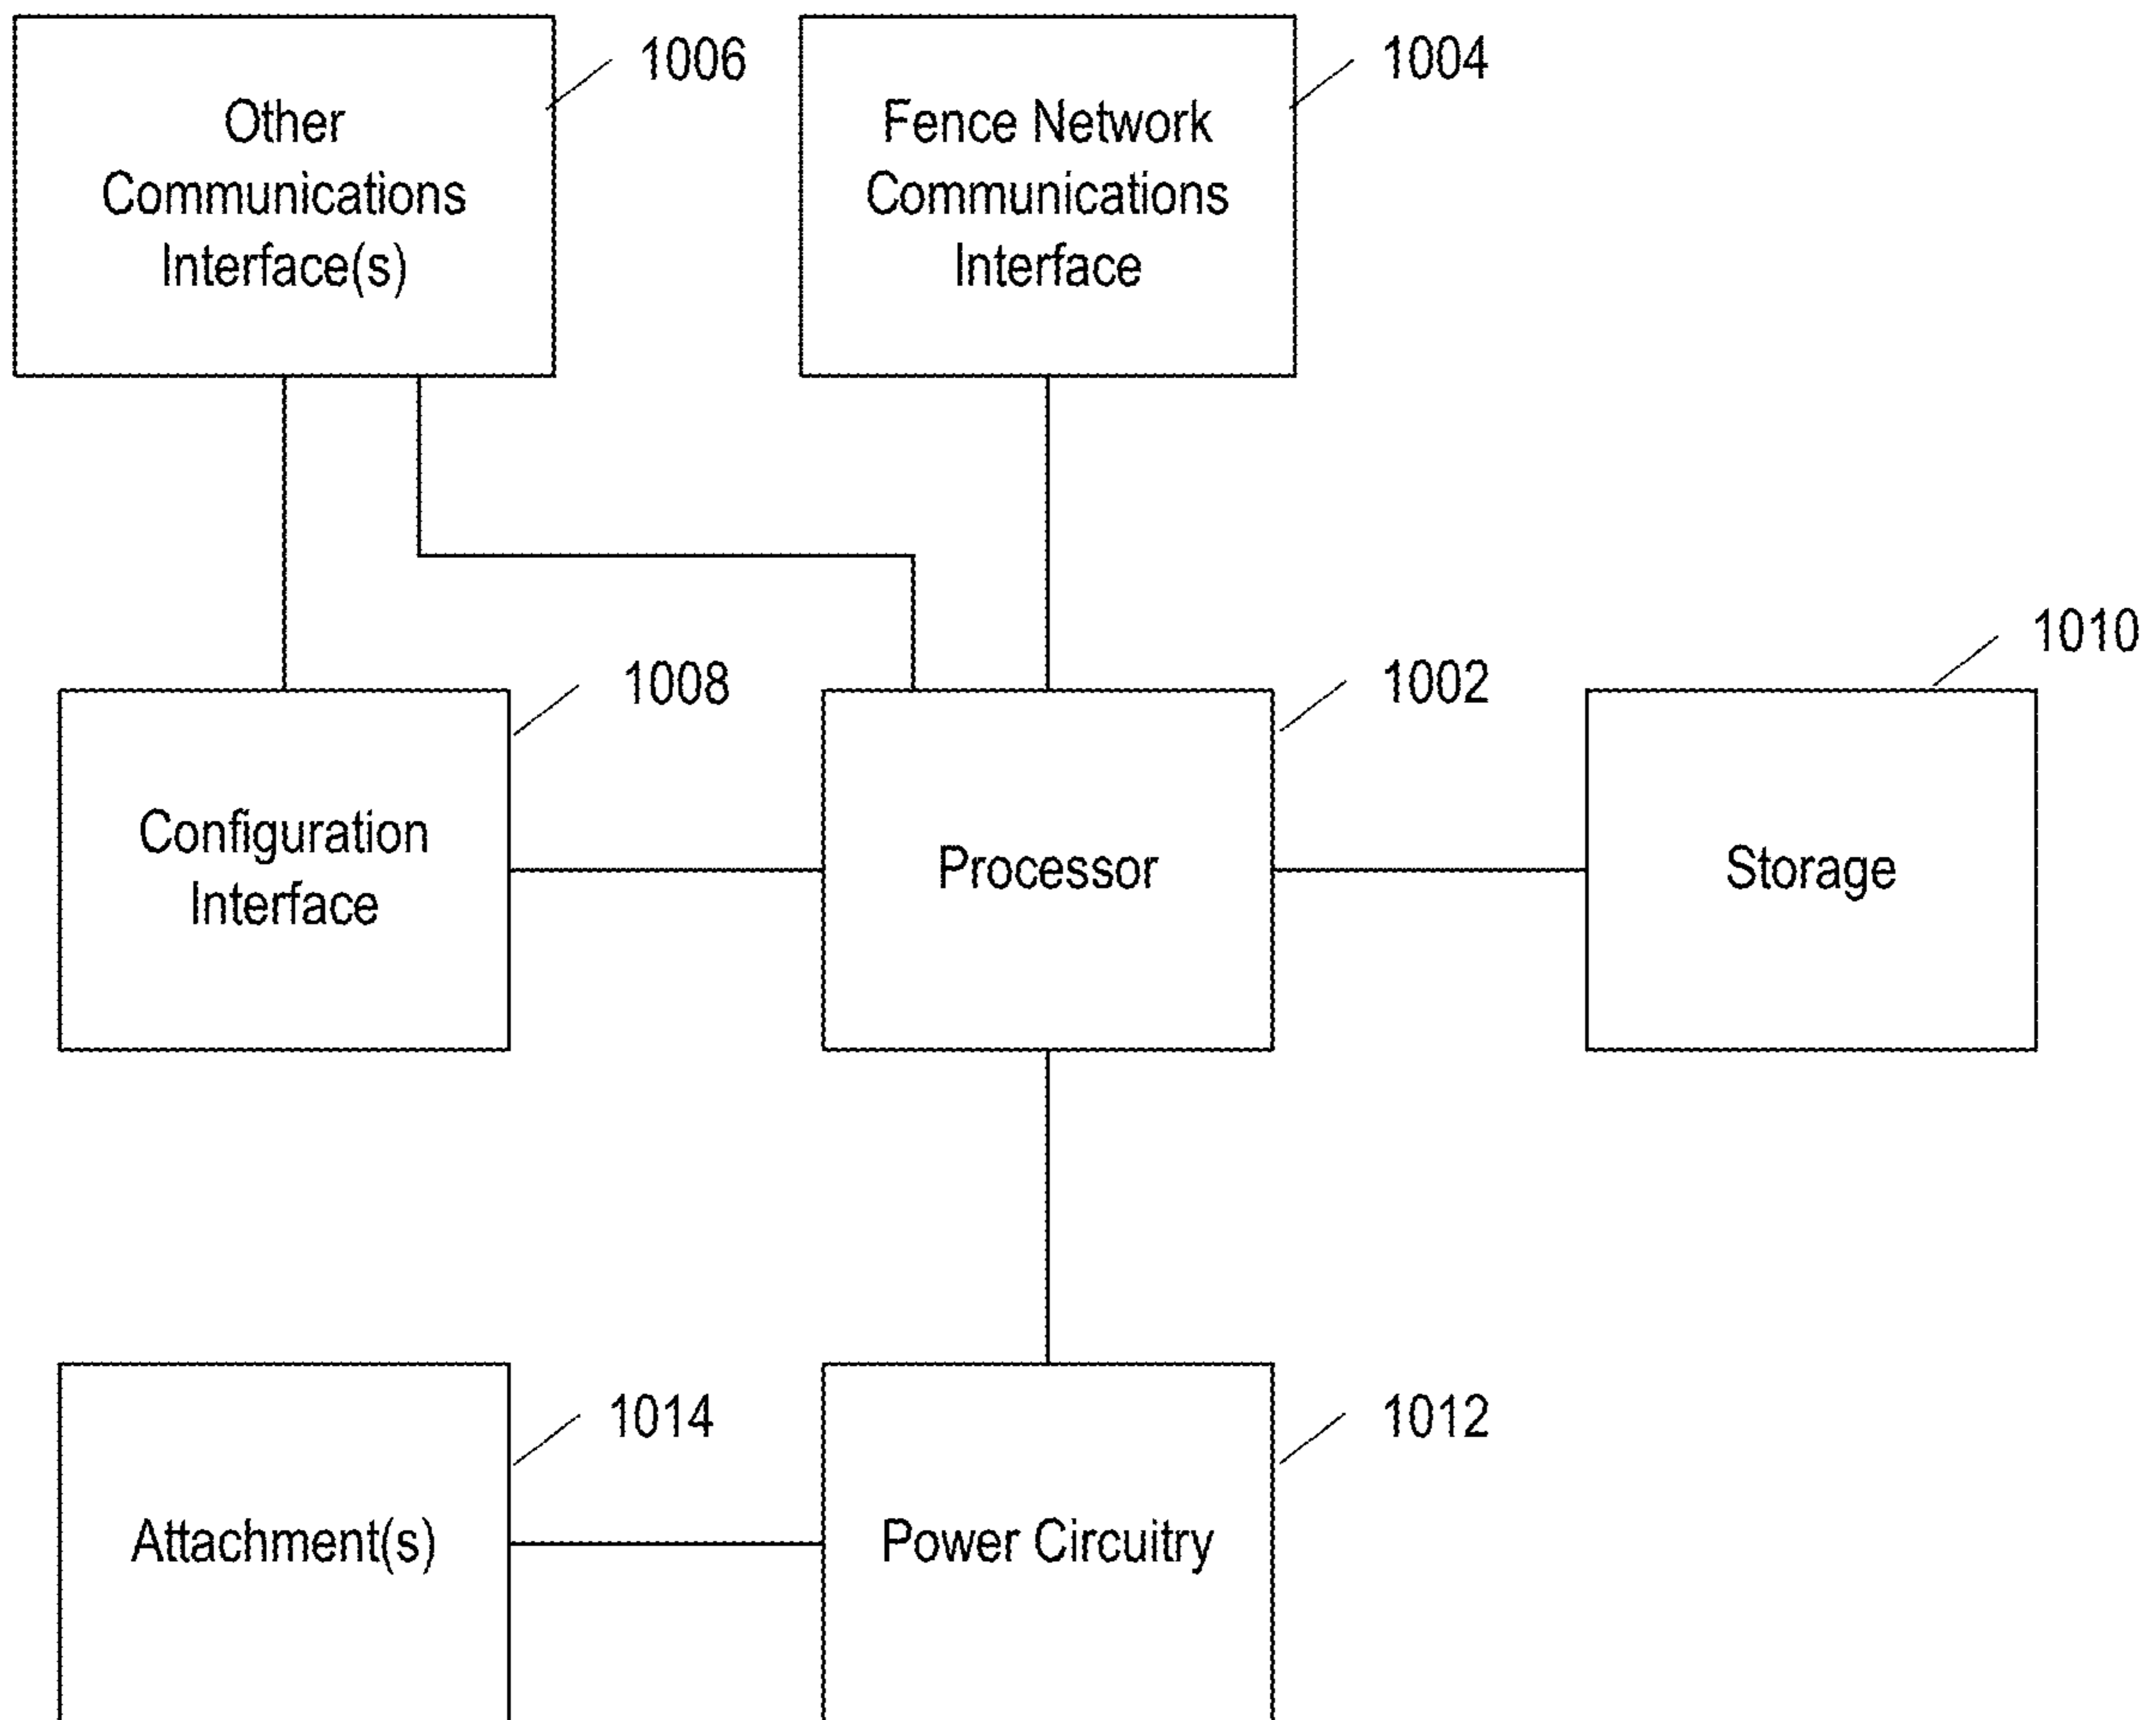 Other
Communications
Interface(s)
1006
Fence Network
Communications
Interface
1004
Configuration
Interface
1008
Processor
1002
Storage
1010
Attachment(s)
1014
Power Circuitry
1012